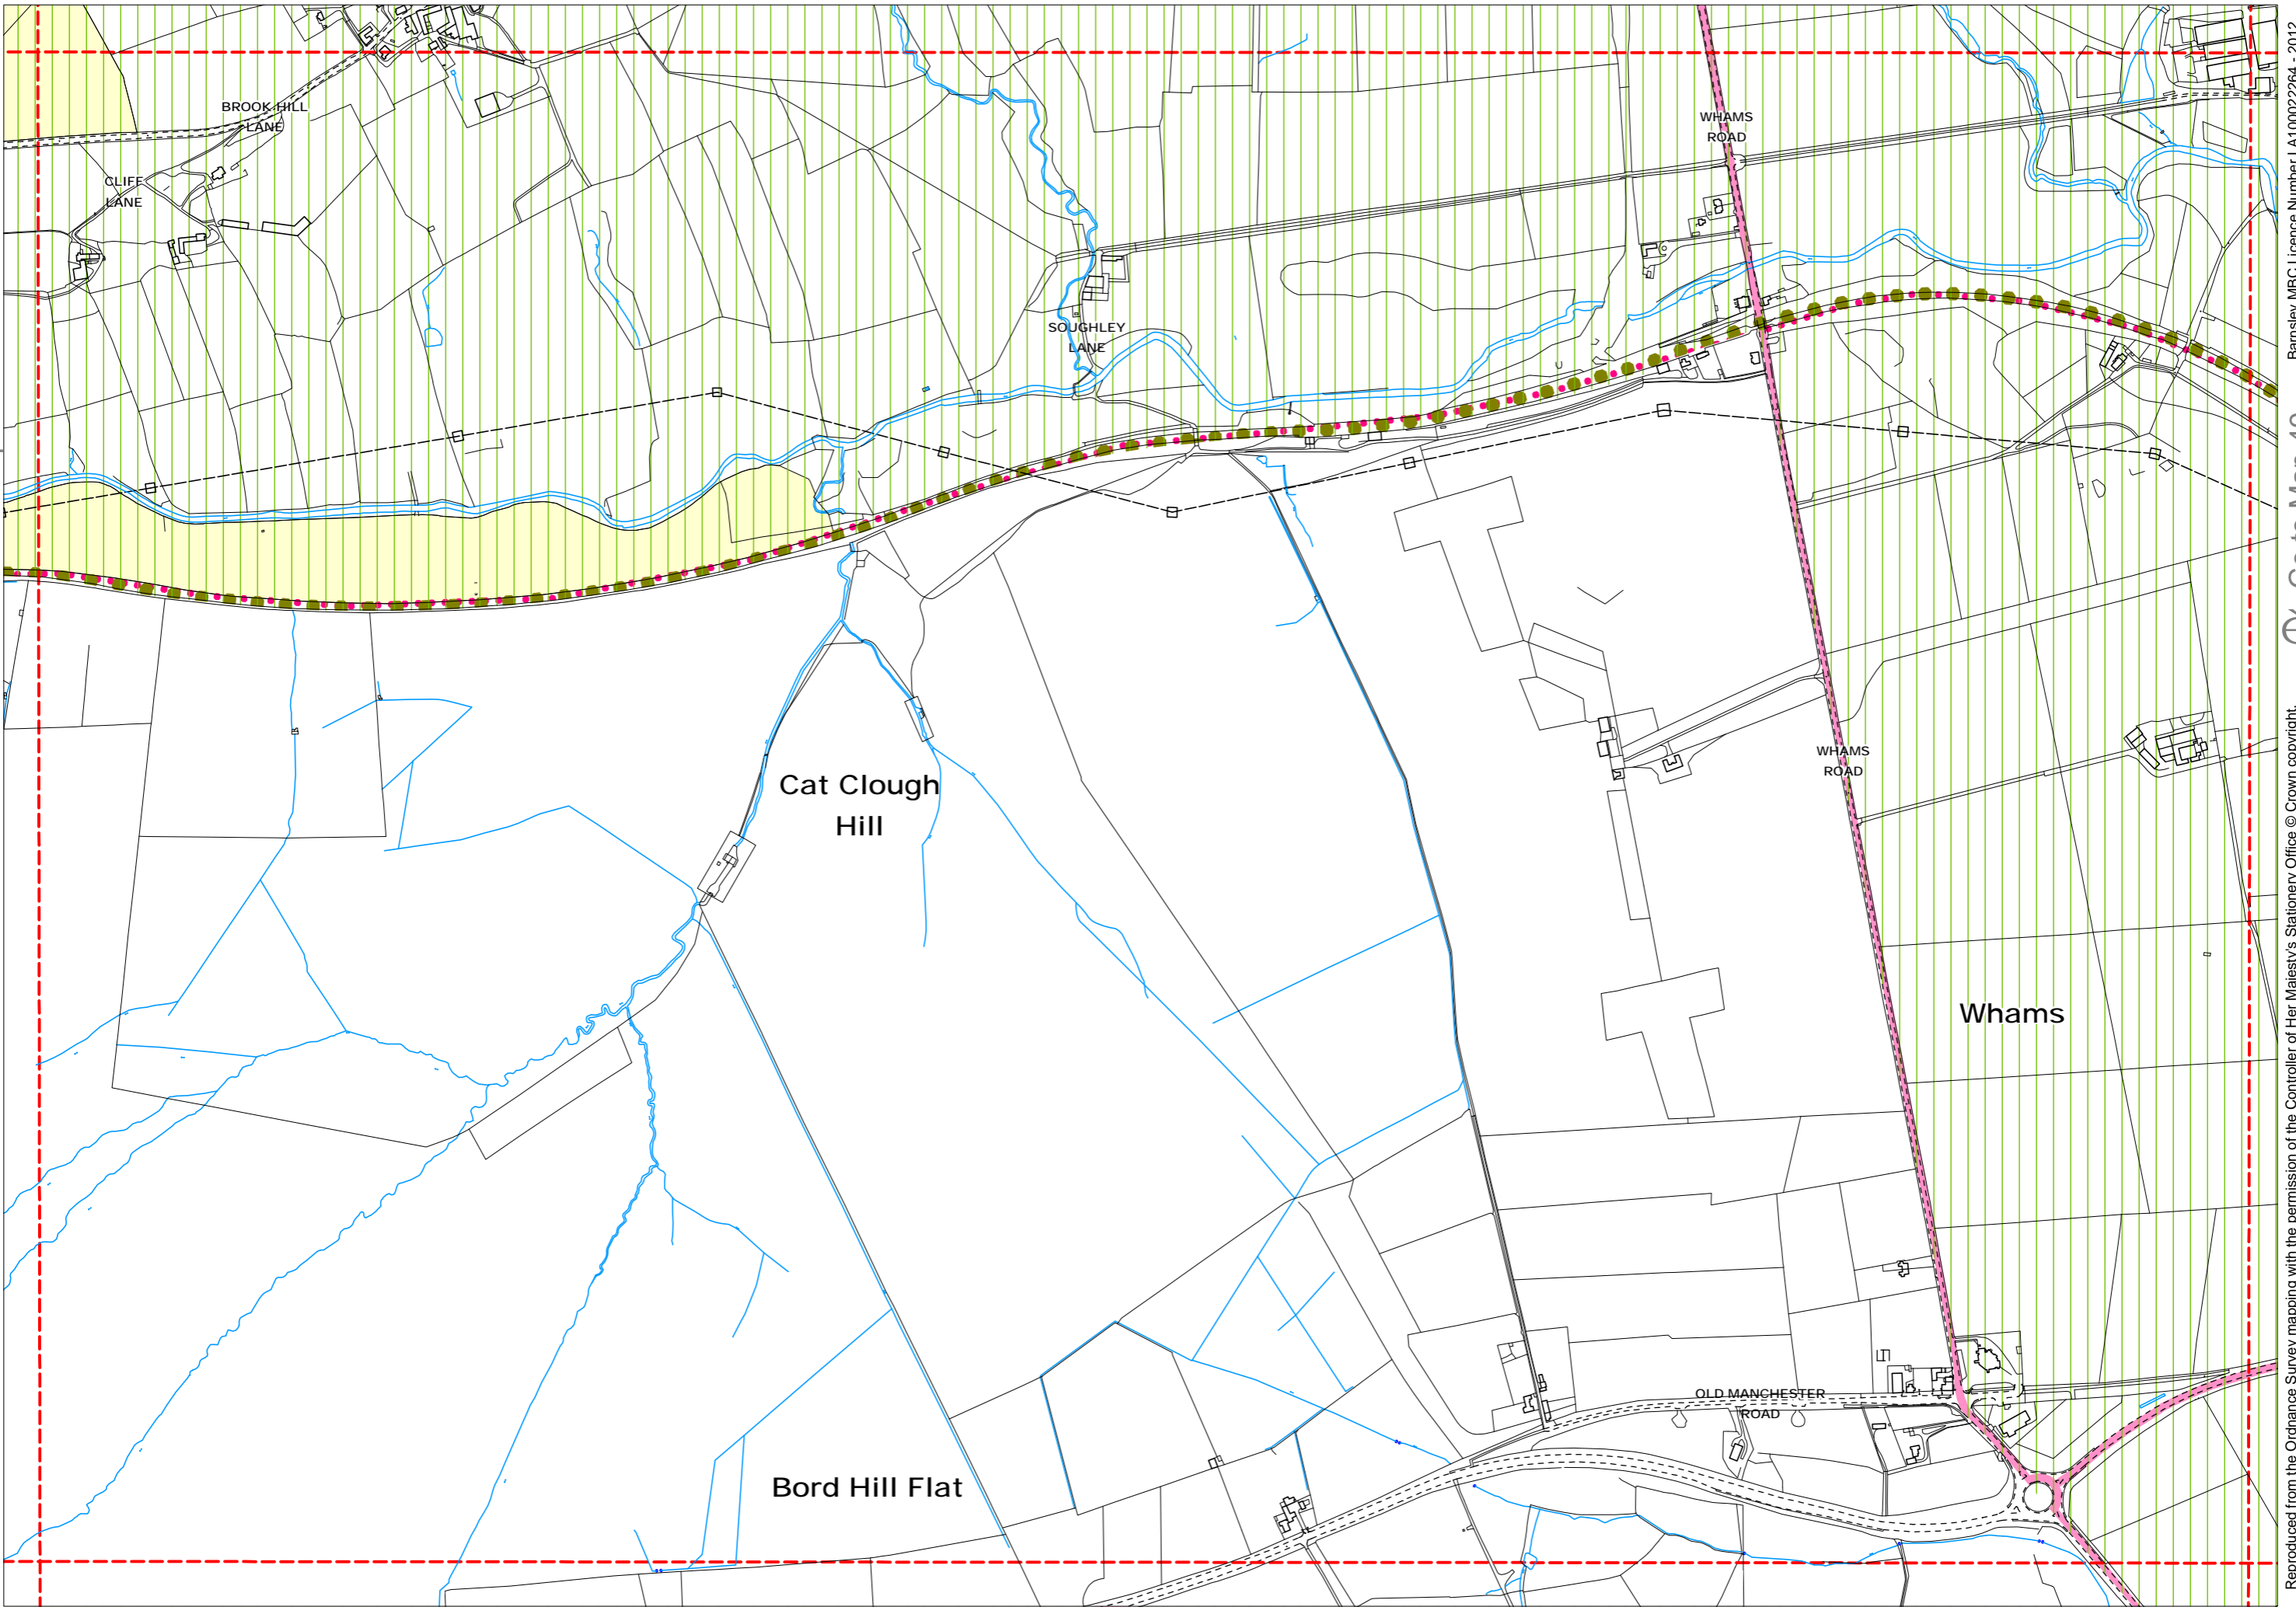 BROOK HILL
LANE
CLIFF
LANE
WHAMS
ROAD
SOUGHLEY
LANE
Cat Clough
Hill
WHAMS
ROAD
Whams
OLD MANCHESTER
ROAD
Bord Hill Flat
Reproduced from the Ordnance Survey mapping with the permission of the Controller of Her Majesty's Stationery Office © Crown copyright.
Barnsley MBC Licence Number LA100022264 - 2012